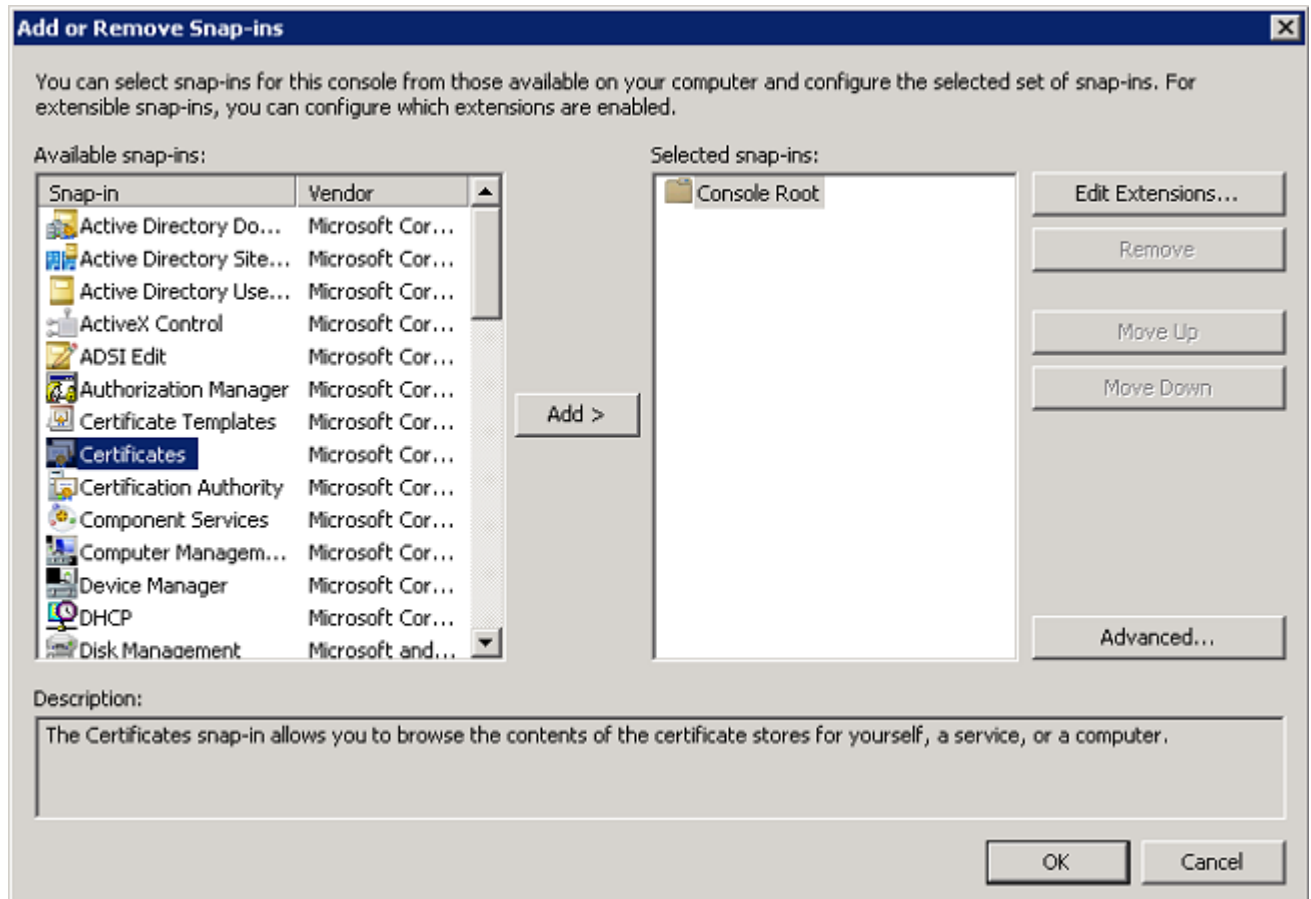 Add or Remove Snap-ins
You can select snap-ins for this console from those available on your computer and configure the selected set of snap-ins. For
extensible snap-ins, you can configure which extensions are enabled.
Available snap-ins:
Selected snap-ins:
Snap-in Vendor
Active Directory Do... Microsoft Cor...
Active Directory Site... Microsoft Cor...
Active Directory Use... Microsoft Cor...
ActiveX Control Microsoft Cor...
ADSI Edit Microsoft Cor...
Authorization Manager Microsoft Cor...
Certificate Templates Microsoft Cor...
Certificates Microsoft Cor...
Certification Authority Microsoft Cor...
Component Services Microsoft Cor...
Computer Managem... Microsoft Cor...
Device Manager Microsoft Cor...
DHCP Microsoft Cor...
Disk Management Microsoft and...
Add >
Console Root
Edit Extensions...
Remove
Move Up
Move Down
Advanced...
Description:
The Certificates snap-in allows you to browse the contents of the certificate stores for yourself, a service, or a computer.
OK
Cancel